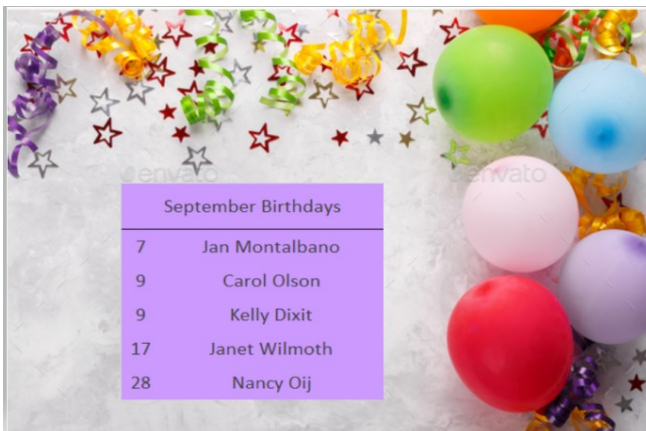 envato
envato
September Birthdays
7 Jan Montalbano
9 Carol Olson
9 Kelly Dixit
17 Janet Wilmoth
28 Nancy Oij